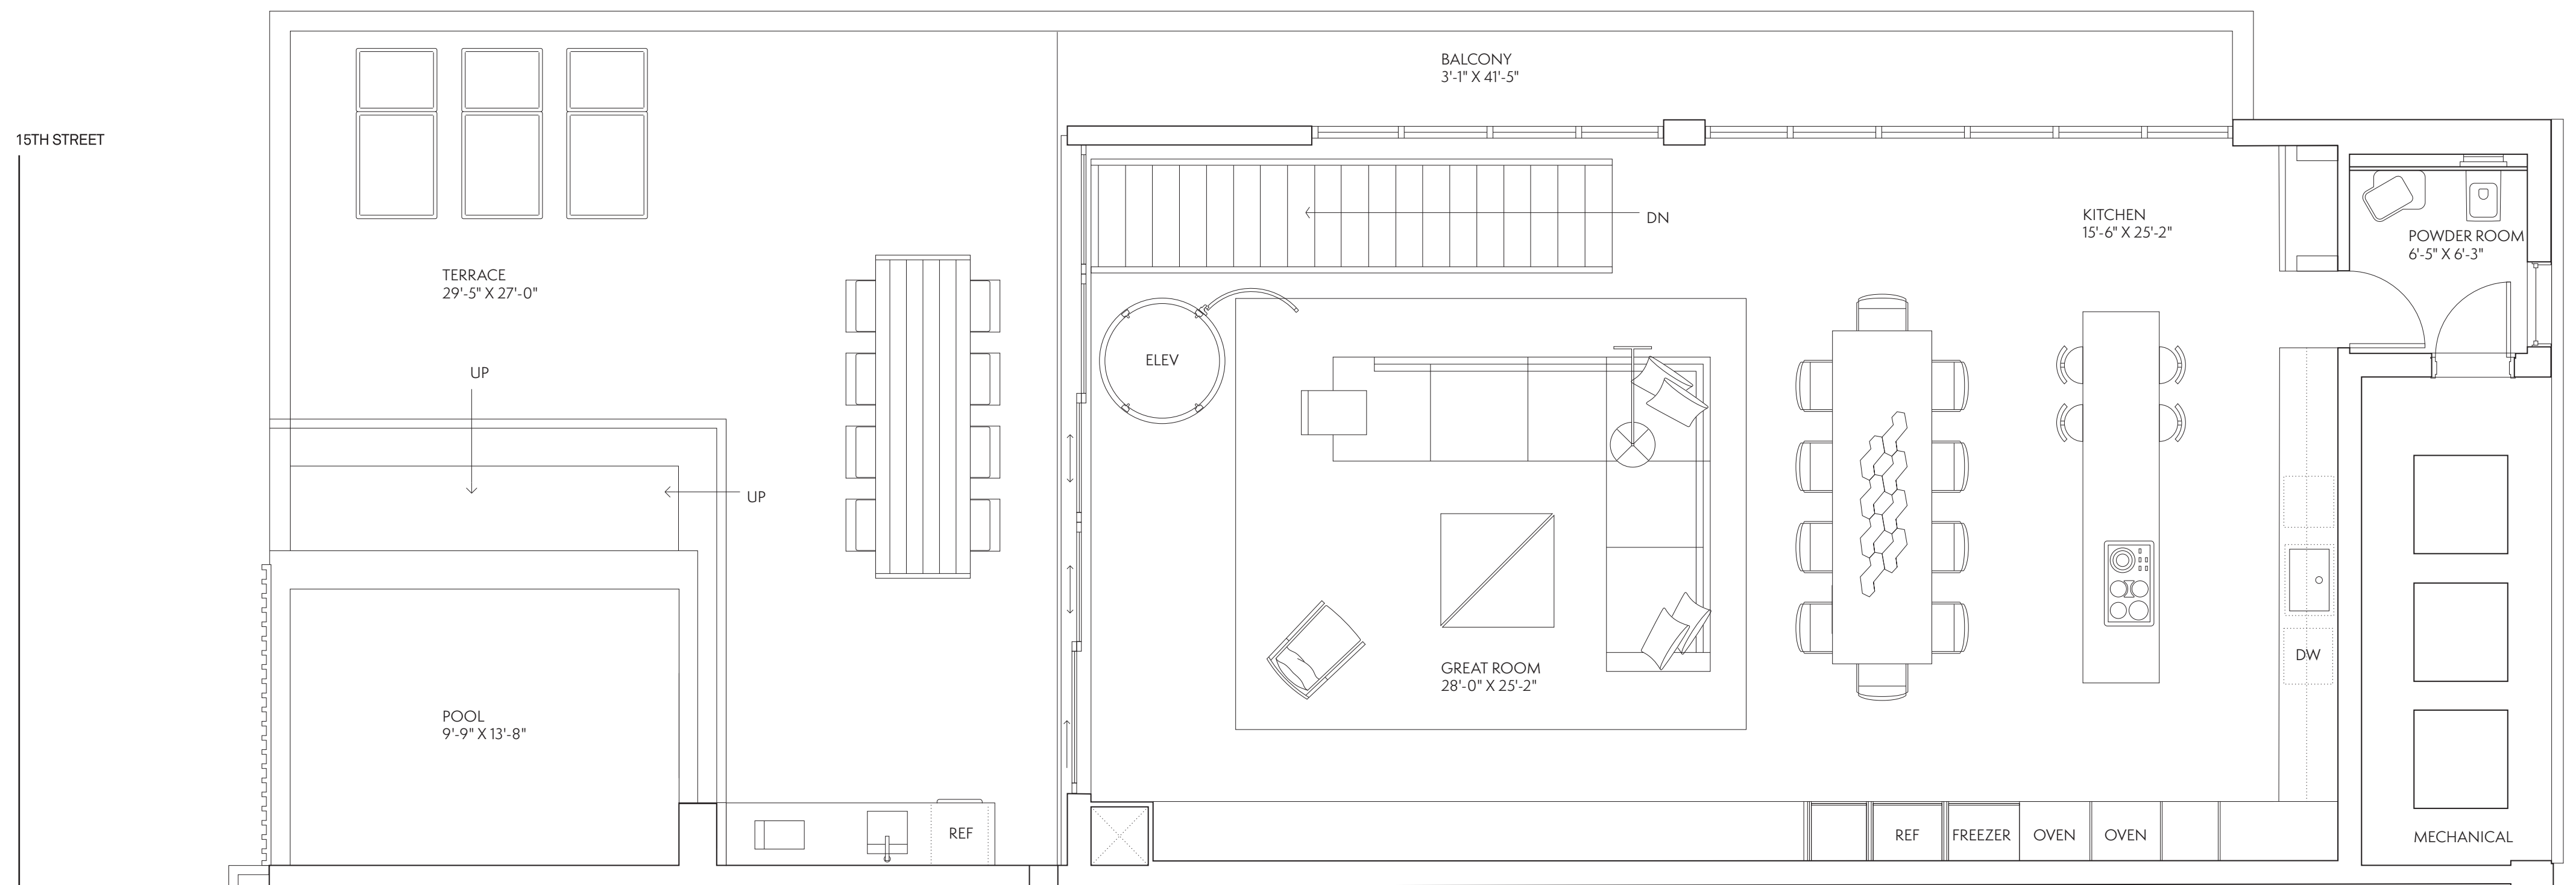 BALCONY
3'-1" X 41'-5"
15TH STREET
DN
KITCHEN
15'-6" X 25'-2"
POWDER ROOM
6'-5" X 6'-3"
TERRACE
29'-5" X 27'-0"
ELEV
UP
UP
DW
GREAT ROOM
28'-0" X 25'-2"
POOL
9'-9" X 13'-8"
REF
REF
FREEZER
OVEN
OVEN
MECHANICAL